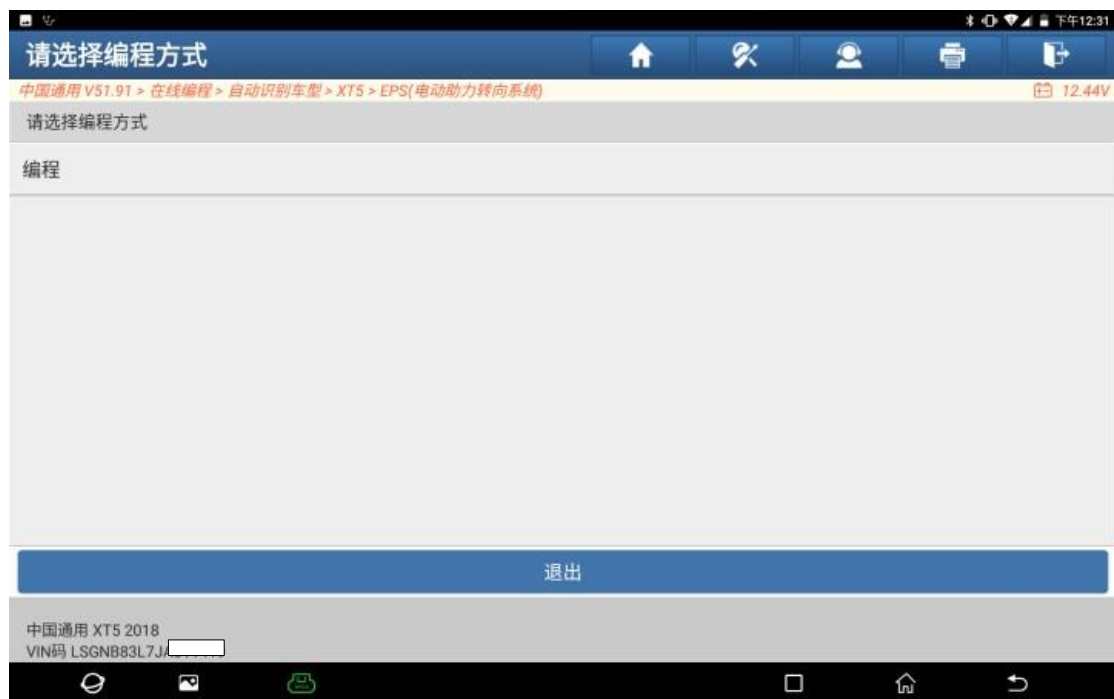 下午12:31
请选择编程方式
中国通用 V51.91 > 在线编程 > 自动识别车型 > XT5 > EPS(电动助力转向系统)
12.44V
请选择编程方式
编程
退出
中国通用 XT5 2018
VIN码 LSGNB83L7JA